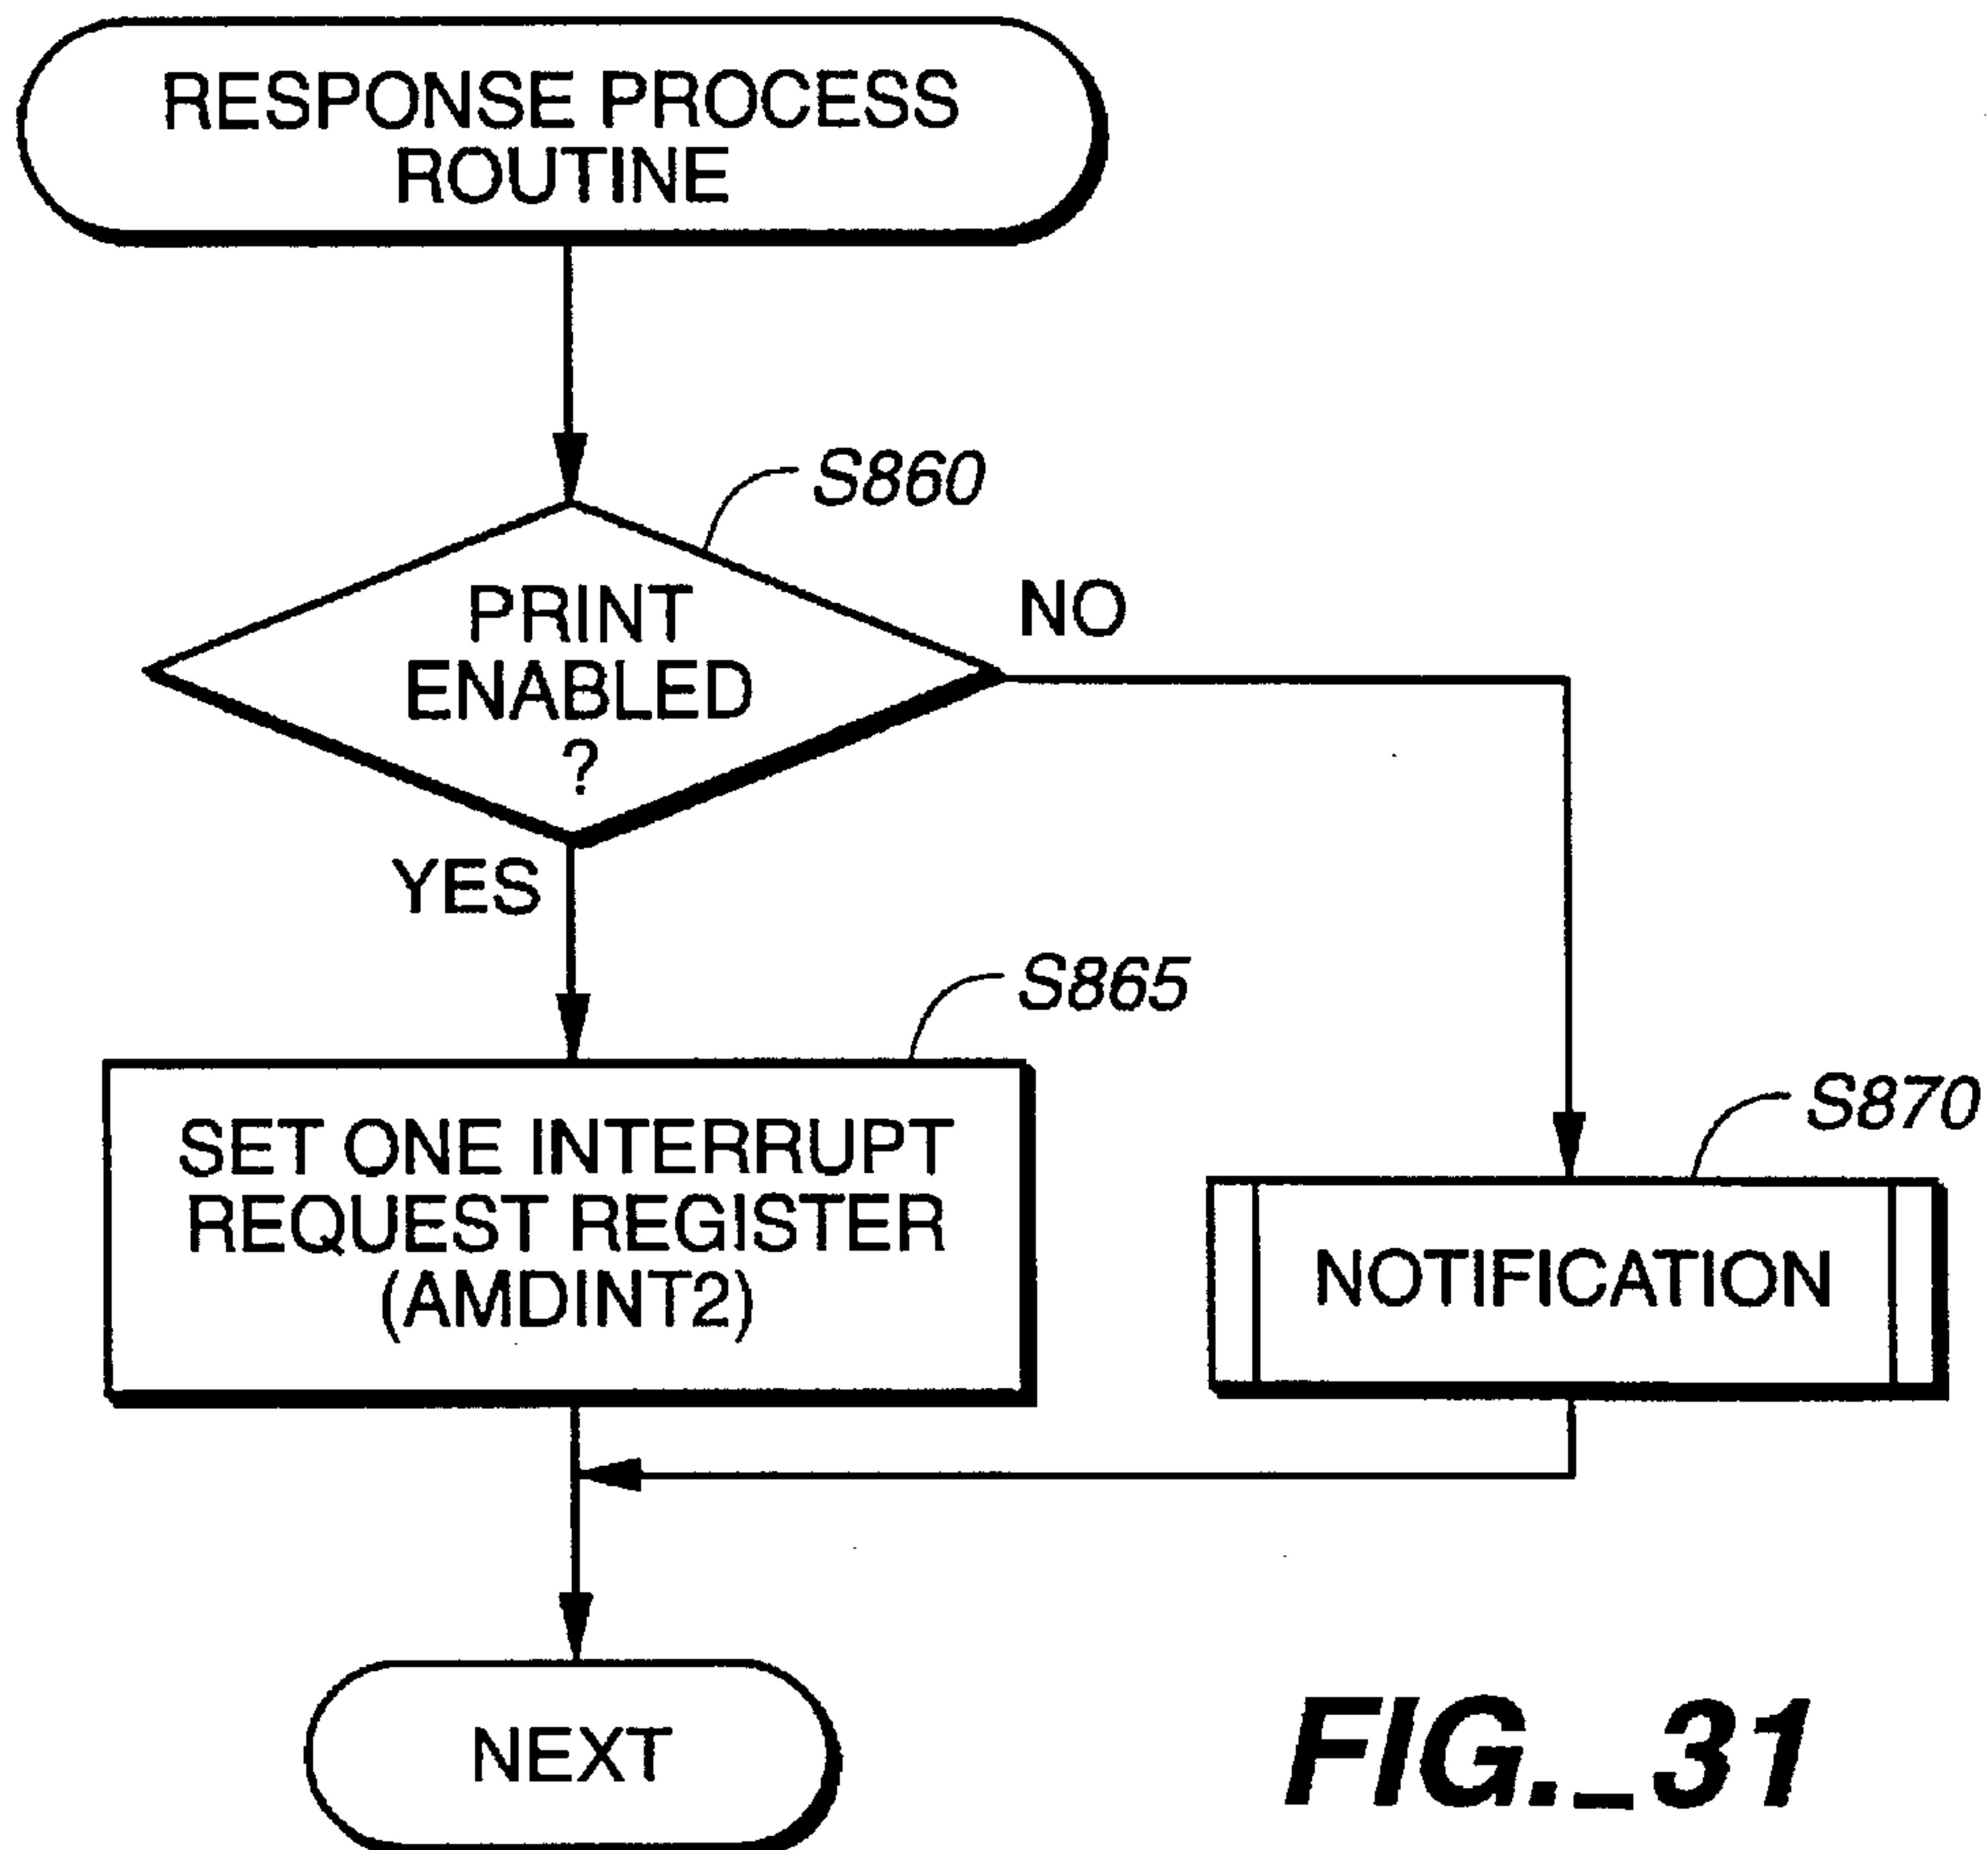 RESPONSE PROCESS
ROUTINE
S860
PRINT
ENABLED
?
NO
YES
S865
SET ONE INTERRUPT
REQUEST REGISTER
(AMDINT2)
S870
NOTIFICATION
NEXT
FIG._31